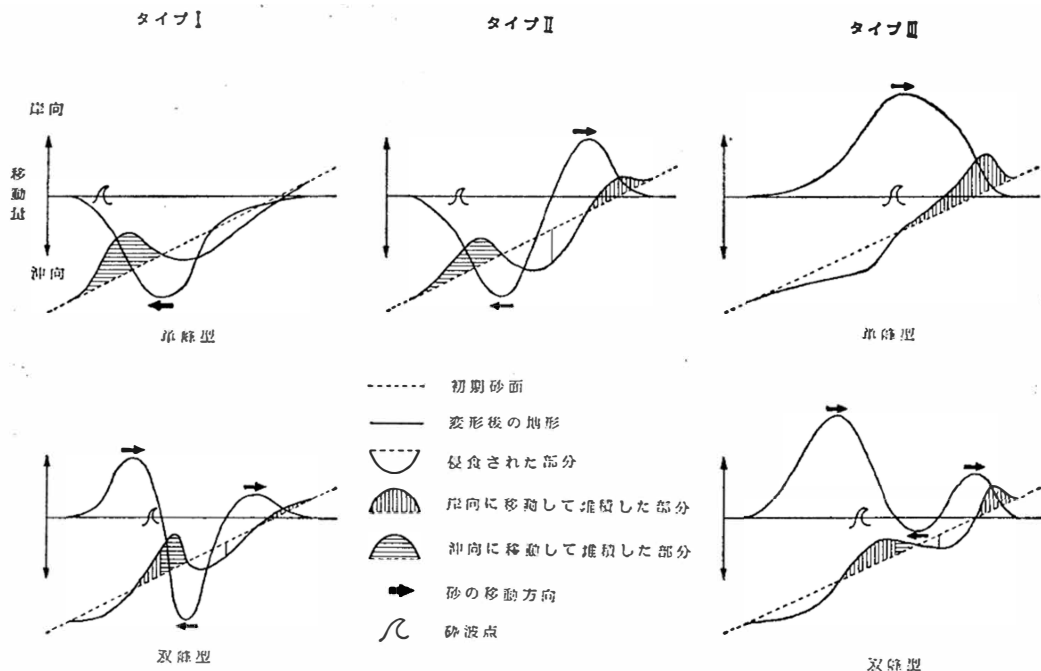 タイプⅠ
タイプⅡ
タイプⅢ
岸向
移動量
沖向
単峰型
単峰型
初期砂面
変形後の地形
侵食された部分
岸向に移動して堆積した部分
沖向に移動して堆積した部分
砂の移動方向
砕波点
双峰型
双峰型